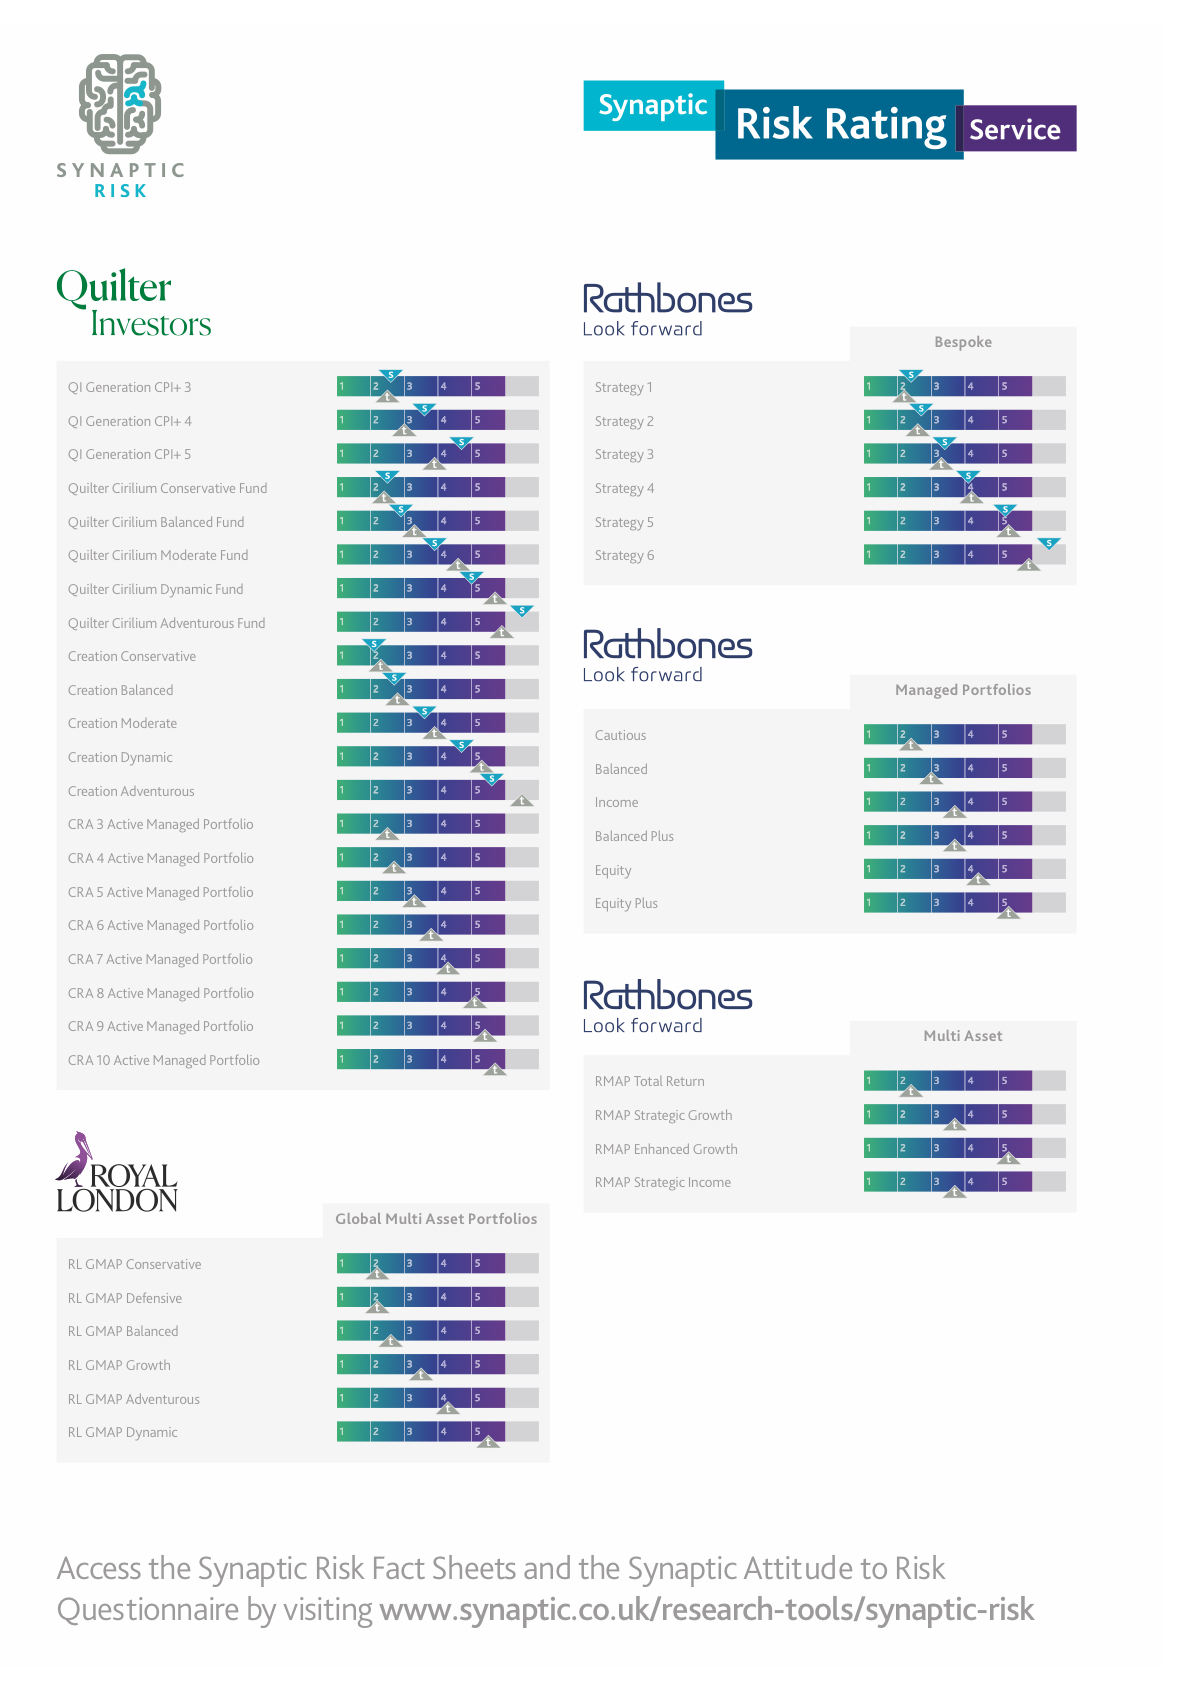 SYNAPTIC
RISK
Synaptic Risk Rating Service
Quilter
Investors
QI Generation CPI+ 3 1 2 3 4 5 s t
QI Generation CPI+ 4 1 2 3 4 5 s t
QI Generation CPI+ 5 1 2 3 4 5 s t
Quilter Cirilium Conservative Fund 1 2 3 4 5 s t
Quilter Cirilium Balanced Fund 1 2 3 4 5 s t
Quilter Cirilium Moderate Fund 1 2 3 4 5 s t
Quilter Cirilium Dynamic Fund 1 2 3 4 5 s t
Quilter Cirilium Adventurous Fund 1 2 3 4 5 s t
Creation Conservative 1 2 3 4 5 s t
Creation Balanced 1 2 3 4 5 s t
Creation Moderate 1 2 3 4 5 s t
Creation Dynamic 1 2 3 4 5 s t
Creation Adventurous 1 2 3 4 5 s t
CRA 3 Active Managed Portfolio 1 2 3 4 5 t
CRA 4 Active Managed Portfolio 1 2 3 4 5 t
CRA 5 Active Managed Portfolio 1 2 3 4 5 t
CRA 6 Active Managed Portfolio 1 2 3 4 5 t
CRA 7 Active Managed Portfolio 1 2 3 4 5 t
CRA 8 Active Managed Portfolio 1 2 3 4 5 t
CRA 9 Active Managed Portfolio 1 2 3 4 5 t
CRA 10 Active Managed Portfolio 1 2 3 4 5 t
ROYAL
LONDON
Global Multi Asset Portfolios
RL GMAP Conservative 1 2 3 4 5 t
RL GMAP Defensive 1 2 3 4 5 t
RL GMAP Balanced 1 2 3 4 5 t
RL GMAP Growth 1 2 3 4 5 t
RL GMAP Adventurous 1 2 3 4 5 t
RL GMAP Dynamic 1 2 3 4 5 t
Rathbones
Look forward
Bespoke
Strategy 1 1 2 3 4 5 s t
Strategy 2 1 2 3 4 5 s t
Strategy 3 1 2 3 4 5 s t
Strategy 4 1 2 3 4 5 s t
Strategy 5 1 2 3 4 5 s t
Strategy 6 1 2 3 4 5 s t
Rathbones
Look forward
Managed Portfolios
Cautious 1 2 3 4 5 t
Balanced 1 2 3 4 5 t
Income 1 2 3 4 5 t
Balanced Plus 1 2 3 4 5 t
Equity 1 2 3 4 5 t
Equity Plus 1 2 3 4 5 t
Rathbones
Look forward
Multi Asset
RMAP Total Return 1 2 3 4 5 t
RMAP Strategic Growth 1 2 3 4 5 t
RMAP Enhanced Growth 1 2 3 4 5 t
RMAP Strategic Income 1 2 3 4 5 t
Access the Synaptic Risk Fact Sheets and the Synaptic Attitude to Risk
Questionnaire by visiting www.synaptic.co.uk/research-tools/synaptic-risk